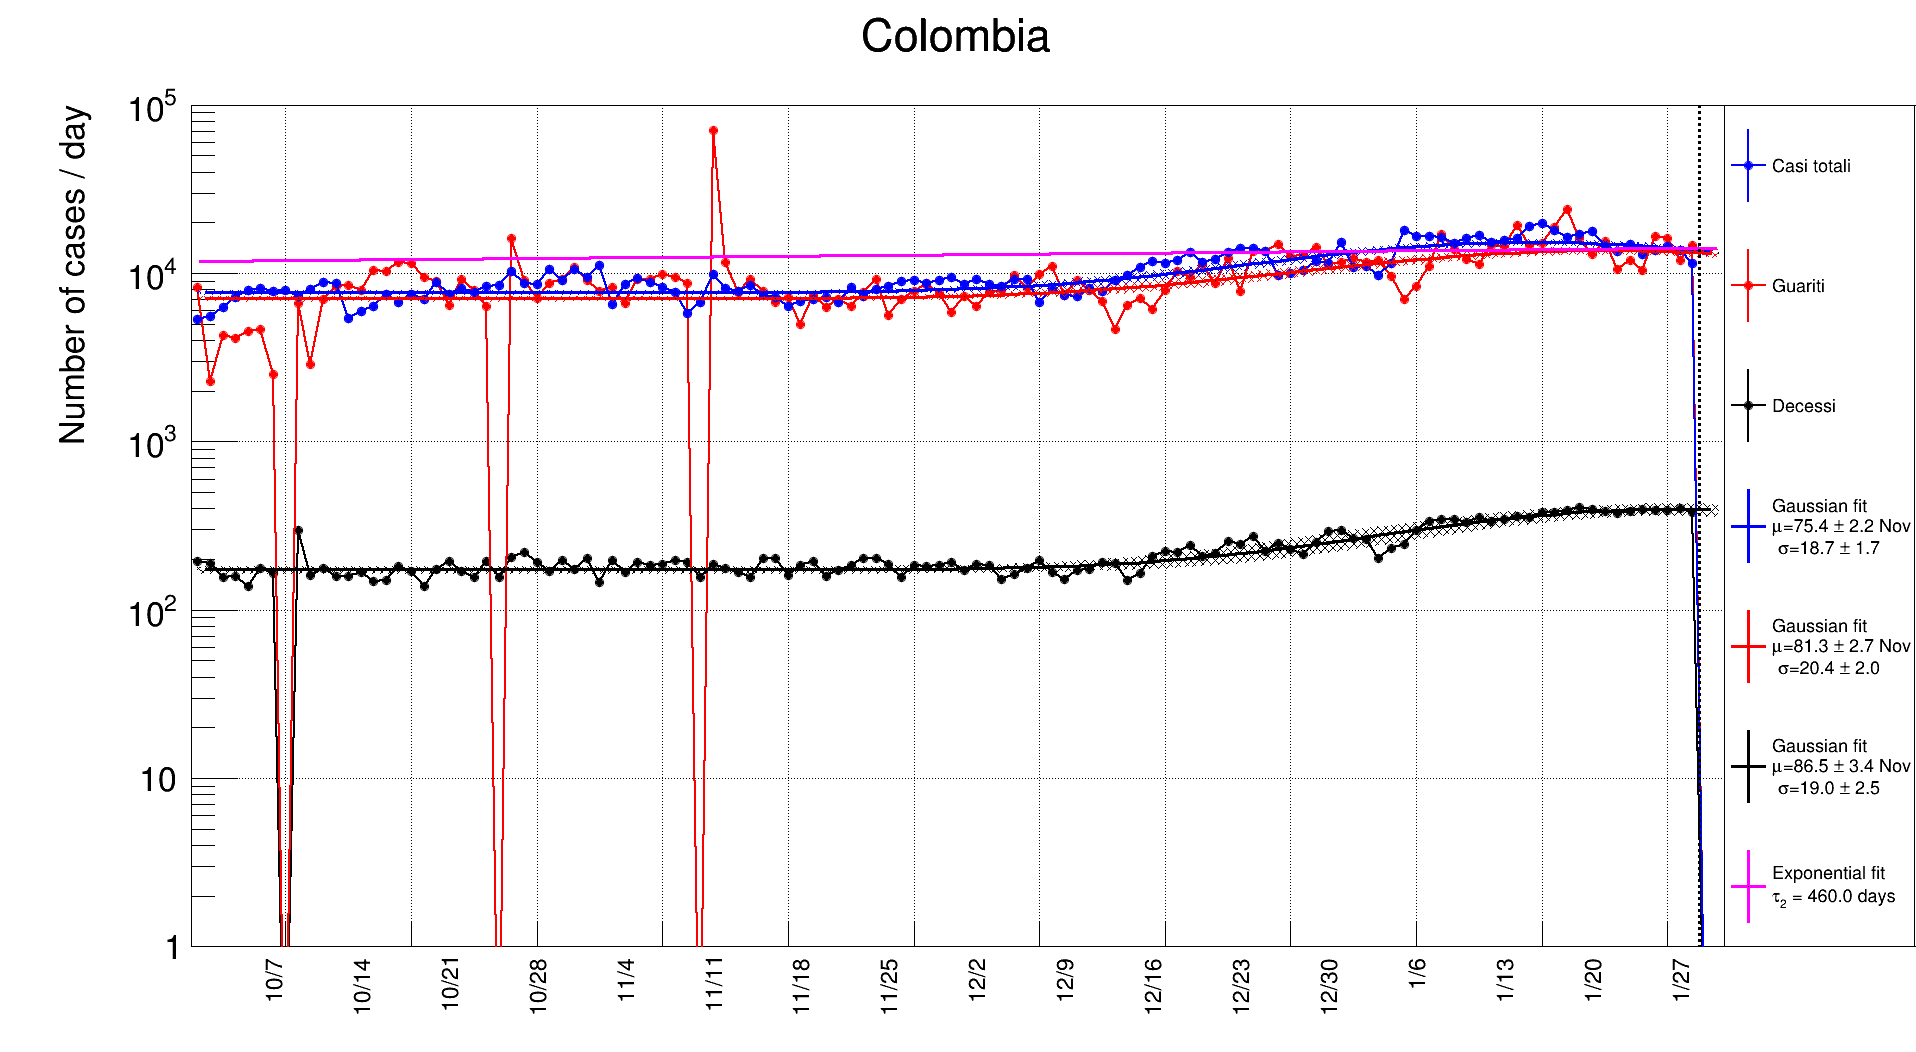 Colombia
Number of cases / day
10^5
10^4
10^3
10^2
10
1
10/7
10/14
10/21
10/28
11/4
11/11
11/18
11/25
12/2
12/9
12/16
12/23
12/30
1/6
1/13
1/20
1/27
Casi totali
Guariti
Decessi
Gaussian fit
μ=75.4 ± 2.2 Nov
σ=18.7 ± 1.7
Gaussian fit
μ=81.3 ± 2.7 Nov
σ=20.4 ± 2.0
Gaussian fit
μ=86.5 ± 3.4 Nov
σ=19.0 ± 2.5
Exponential fit
τ₂ = 460.0 days